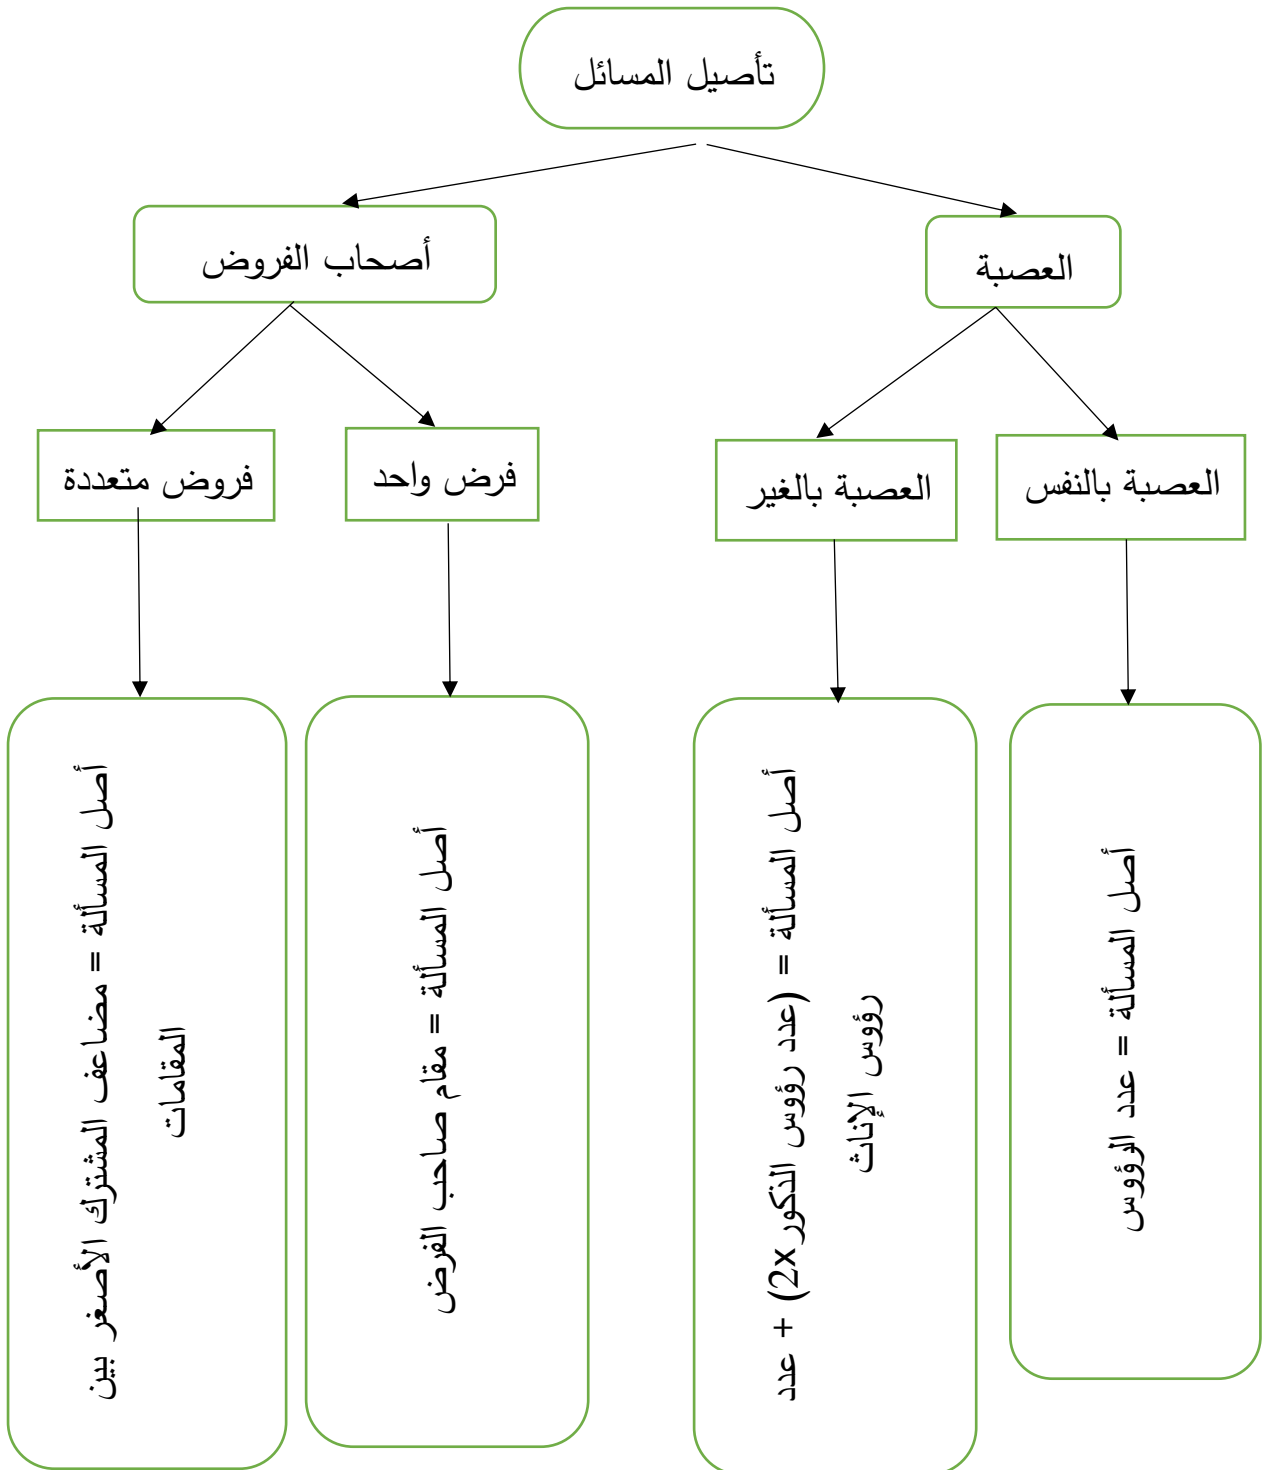 تأصيل المسائل
العصبة
أصحاب الفروض
العصبة بالنفس
العصبة بالغير
فرض واحد
فروض متعددة
أصل المسألة = عدد الرؤوس
أصل المسألة = (عدد رؤوس الذكور x2) + عدد
رؤوس الإناث
أصل المسألة = مقام صاحب الفرض
أصل المسألة = مضاعف المشترك الأصغر بين
المقامات